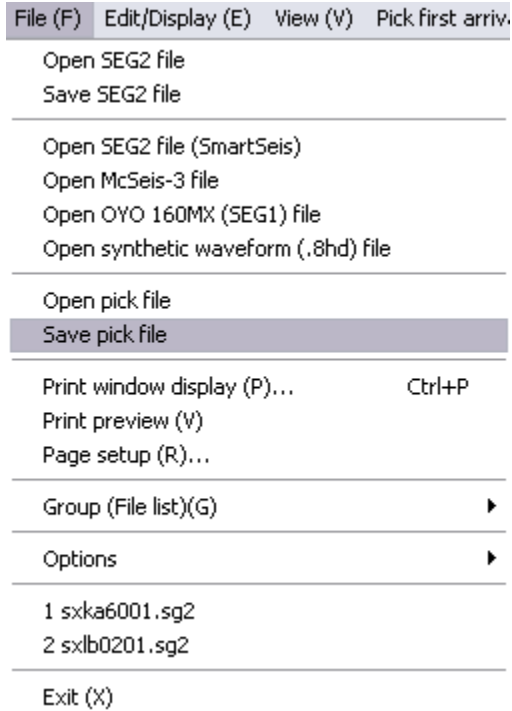 File (F) Edit/Display (E) View (V) Pick first
Open SEG2 file
Save SEG2 file
Open SEG2 file (SmartSeis)
Open McSeis-3 file
Open OYO 160MX (SEG1) file
Open synthetic waveform (.8hd) file
Open pick file
Save pick file
Print window display (P)... Ctrl+P
Print preview (V)
Page setup (R)...
Group (File list)(G)
Options
1 sxka6001.sg2
2 sxlb0201.sg2
Exit (X)